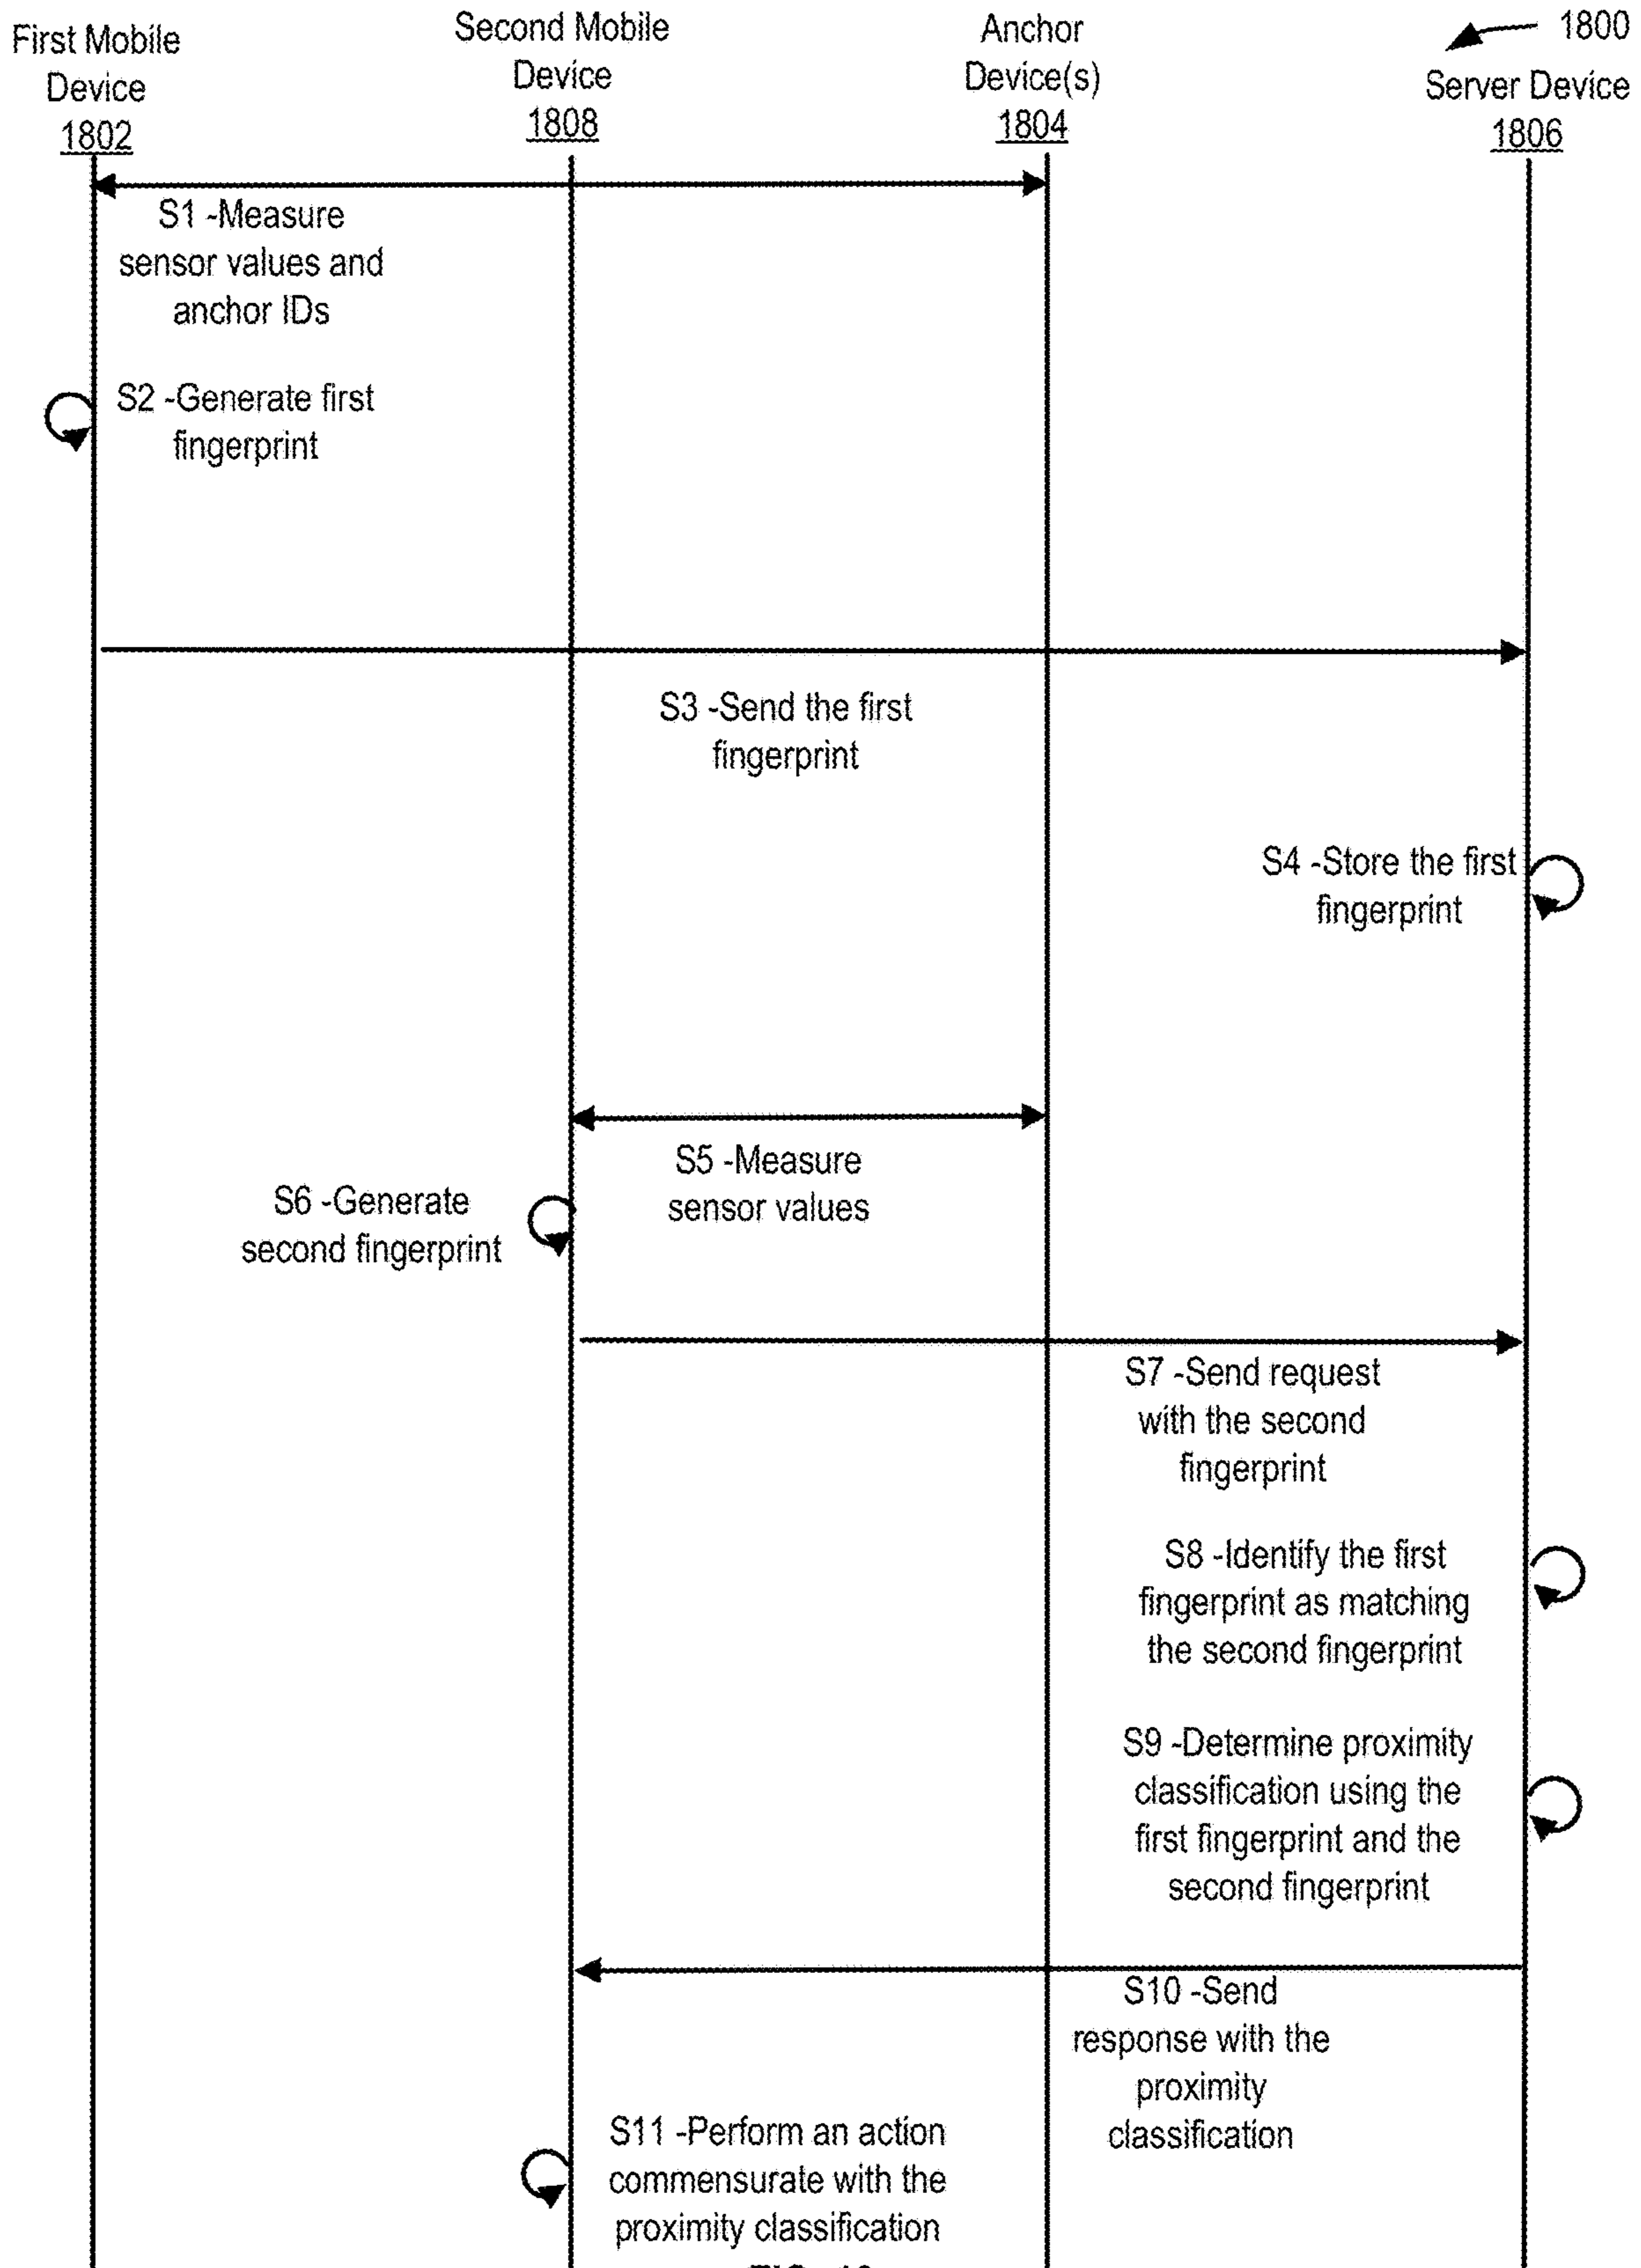 First Mobile
Device
1802
Second Mobile
Device
1808
Anchor
Device(s)
1804
1800
Server Device
1806
S1 -Measure
sensor values and
anchor IDs
S2 -Generate first
fingerprint
S3 -Send the first
fingerprint
S4 -Store the first
fingerprint
S5 -Measure
sensor values
S6 -Generate
second fingerprint
S7 -Send request
with the second
fingerprint
S8 -Identify the first
fingerprint as matching
the second fingerprint
S9 -Determine proximity
classification using the
first fingerprint and the
second fingerprint
S10 -Send
response with the
proximity
classification
S11 -Perform an action
commensurate with the
proximity classification